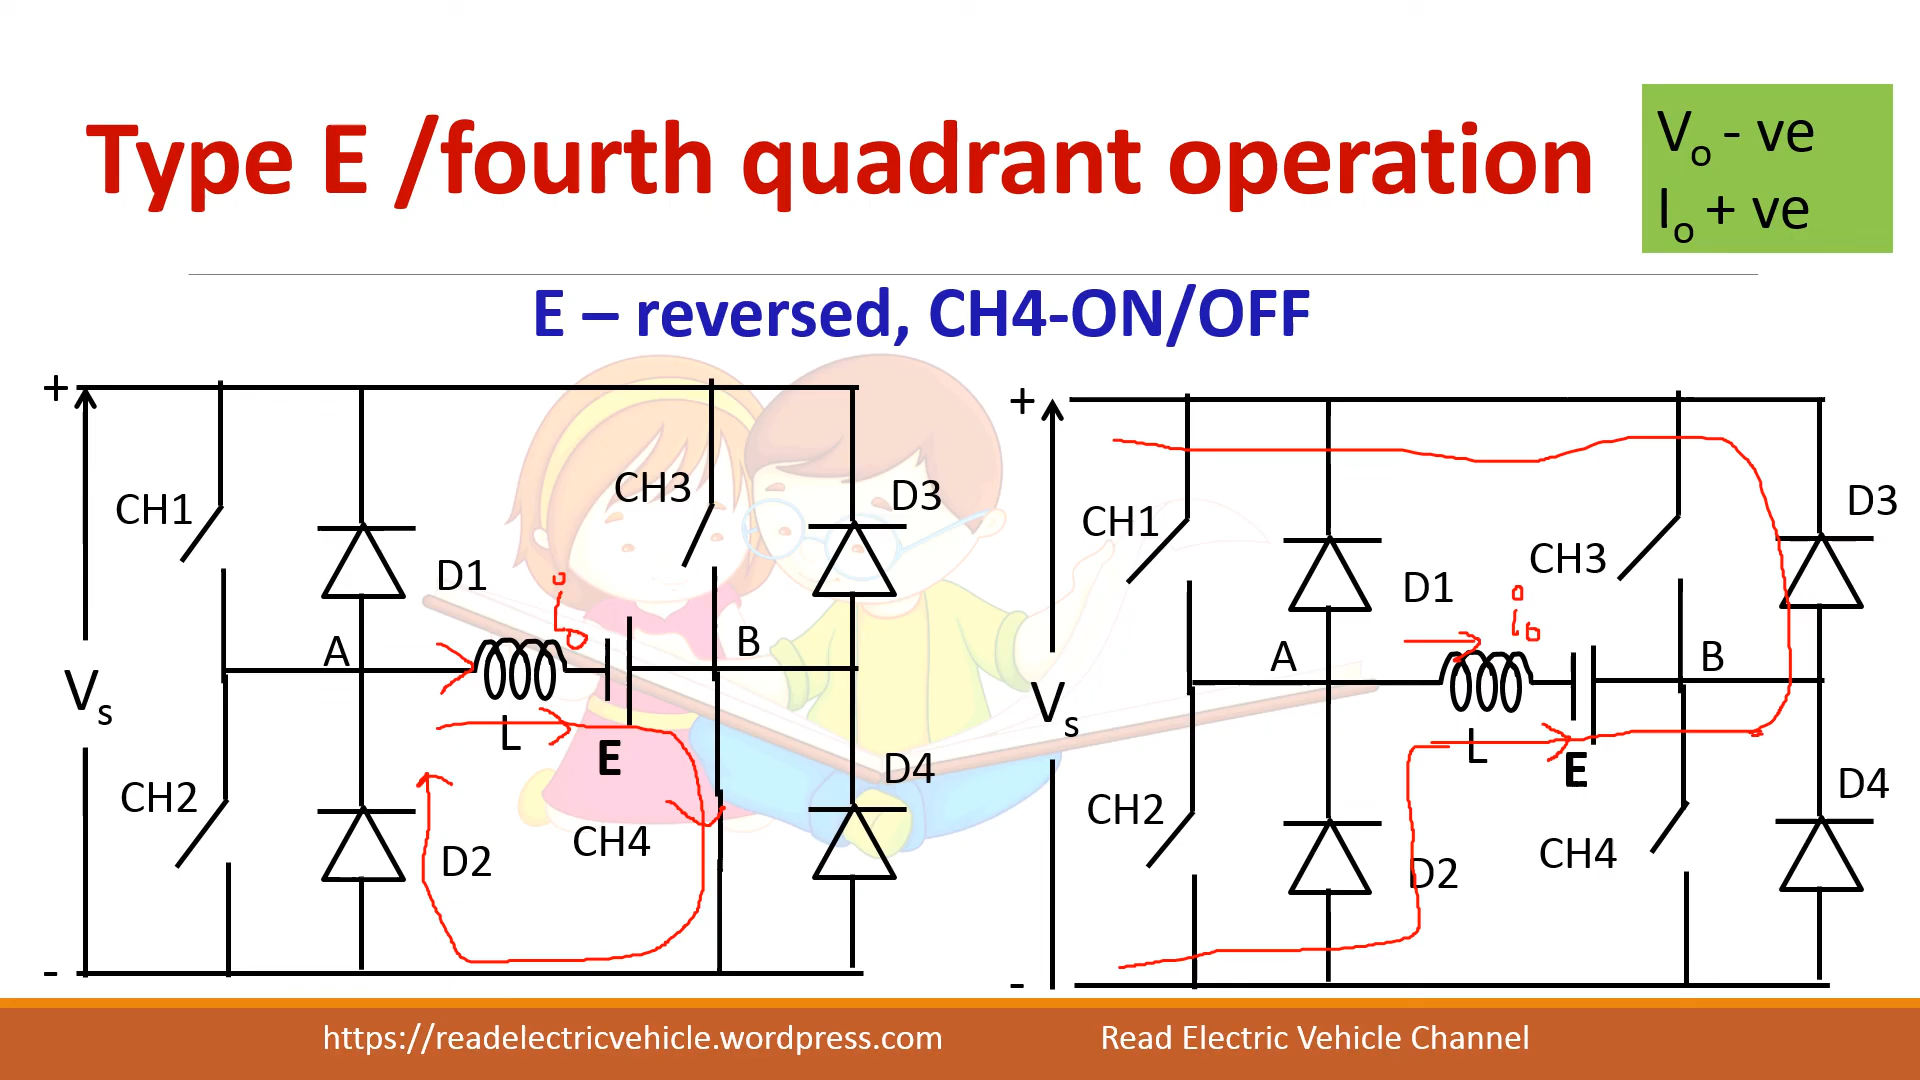 Type E /fourth quadrant operation
Vo - ve
Io + ve
E – reversed, CH4-ON/OFF
+
CH1
D1
CH3
D3
io
A
B
Vs
L
E
CH2
D2
CH4
D4
-
+
CH1
D1
CH3
D3
io
A
B
Vs
L
E
CH2
D2
CH4
D4
-
https://readelectricvehicle.wordpress.com
Read Electric Vehicle Channel